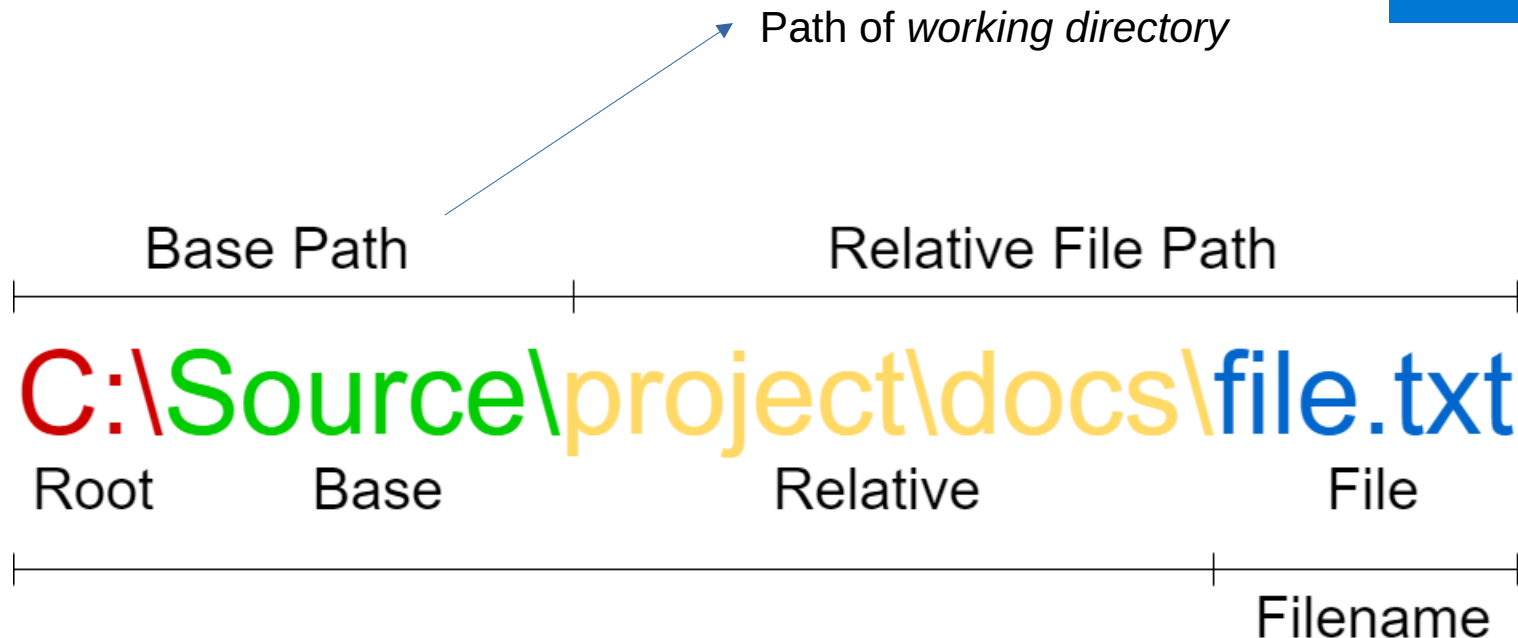 Path of working directory
Base Path Relative File Path
C:\Source\project\docs\file.txt
Root Base Relative File
Filename